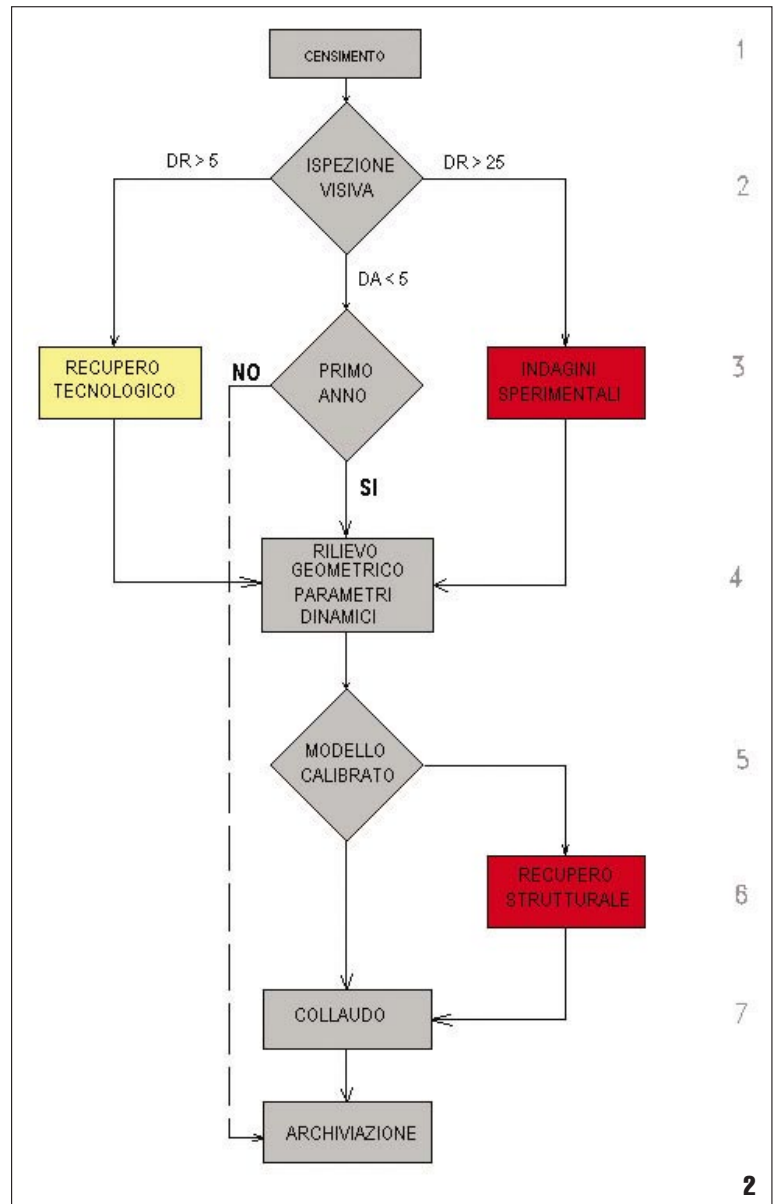 CENSIMENTO
1
DR > 5
ISPEZIONE
VISIVA
DR > 25
2
DA < 5
RECUPERO
TECNOLOGICO
NO
PRIMO
ANNO
INDAGINI
SPERIMENTALI
3
SI
RILIEVO
GEOMETRICO
PARAMETRI
DINAMICI
4
MODELLO
CALIBRATO
5
RECUPERO
STRUTTURALE
6
COLLAUDO
7
ARCHIVIAZIONE
2